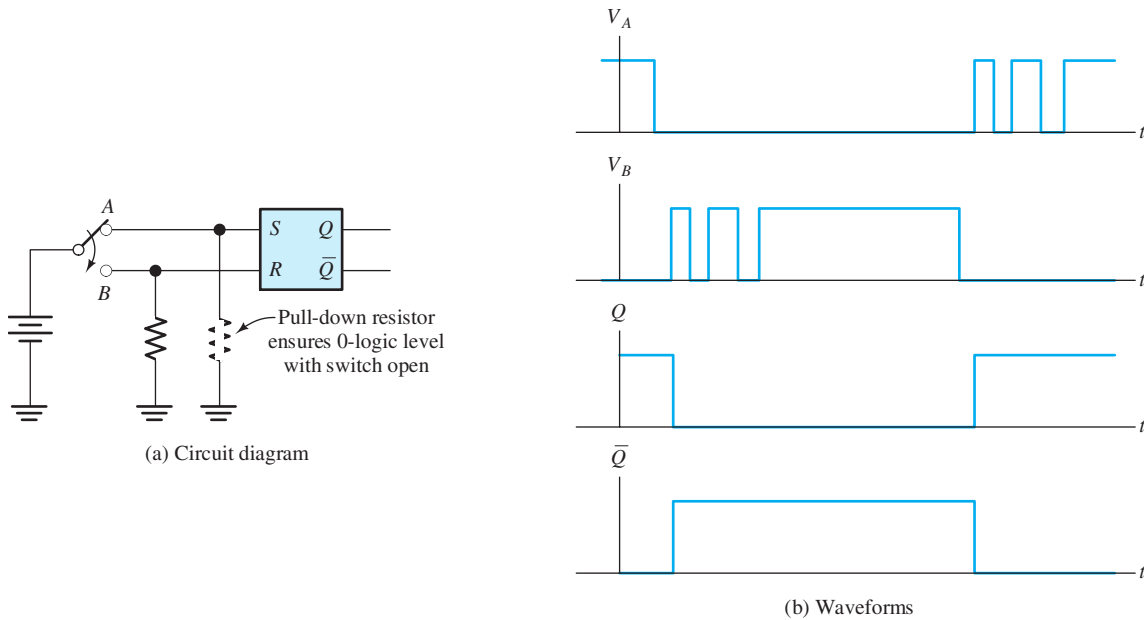 A
B
S Q
R Q̅
Pull-down resistor
ensures 0-logic level
with switch open
(a) Circuit diagram
V_A
t
V_B
t
Q
t
Q̅
t
(b) Waveforms